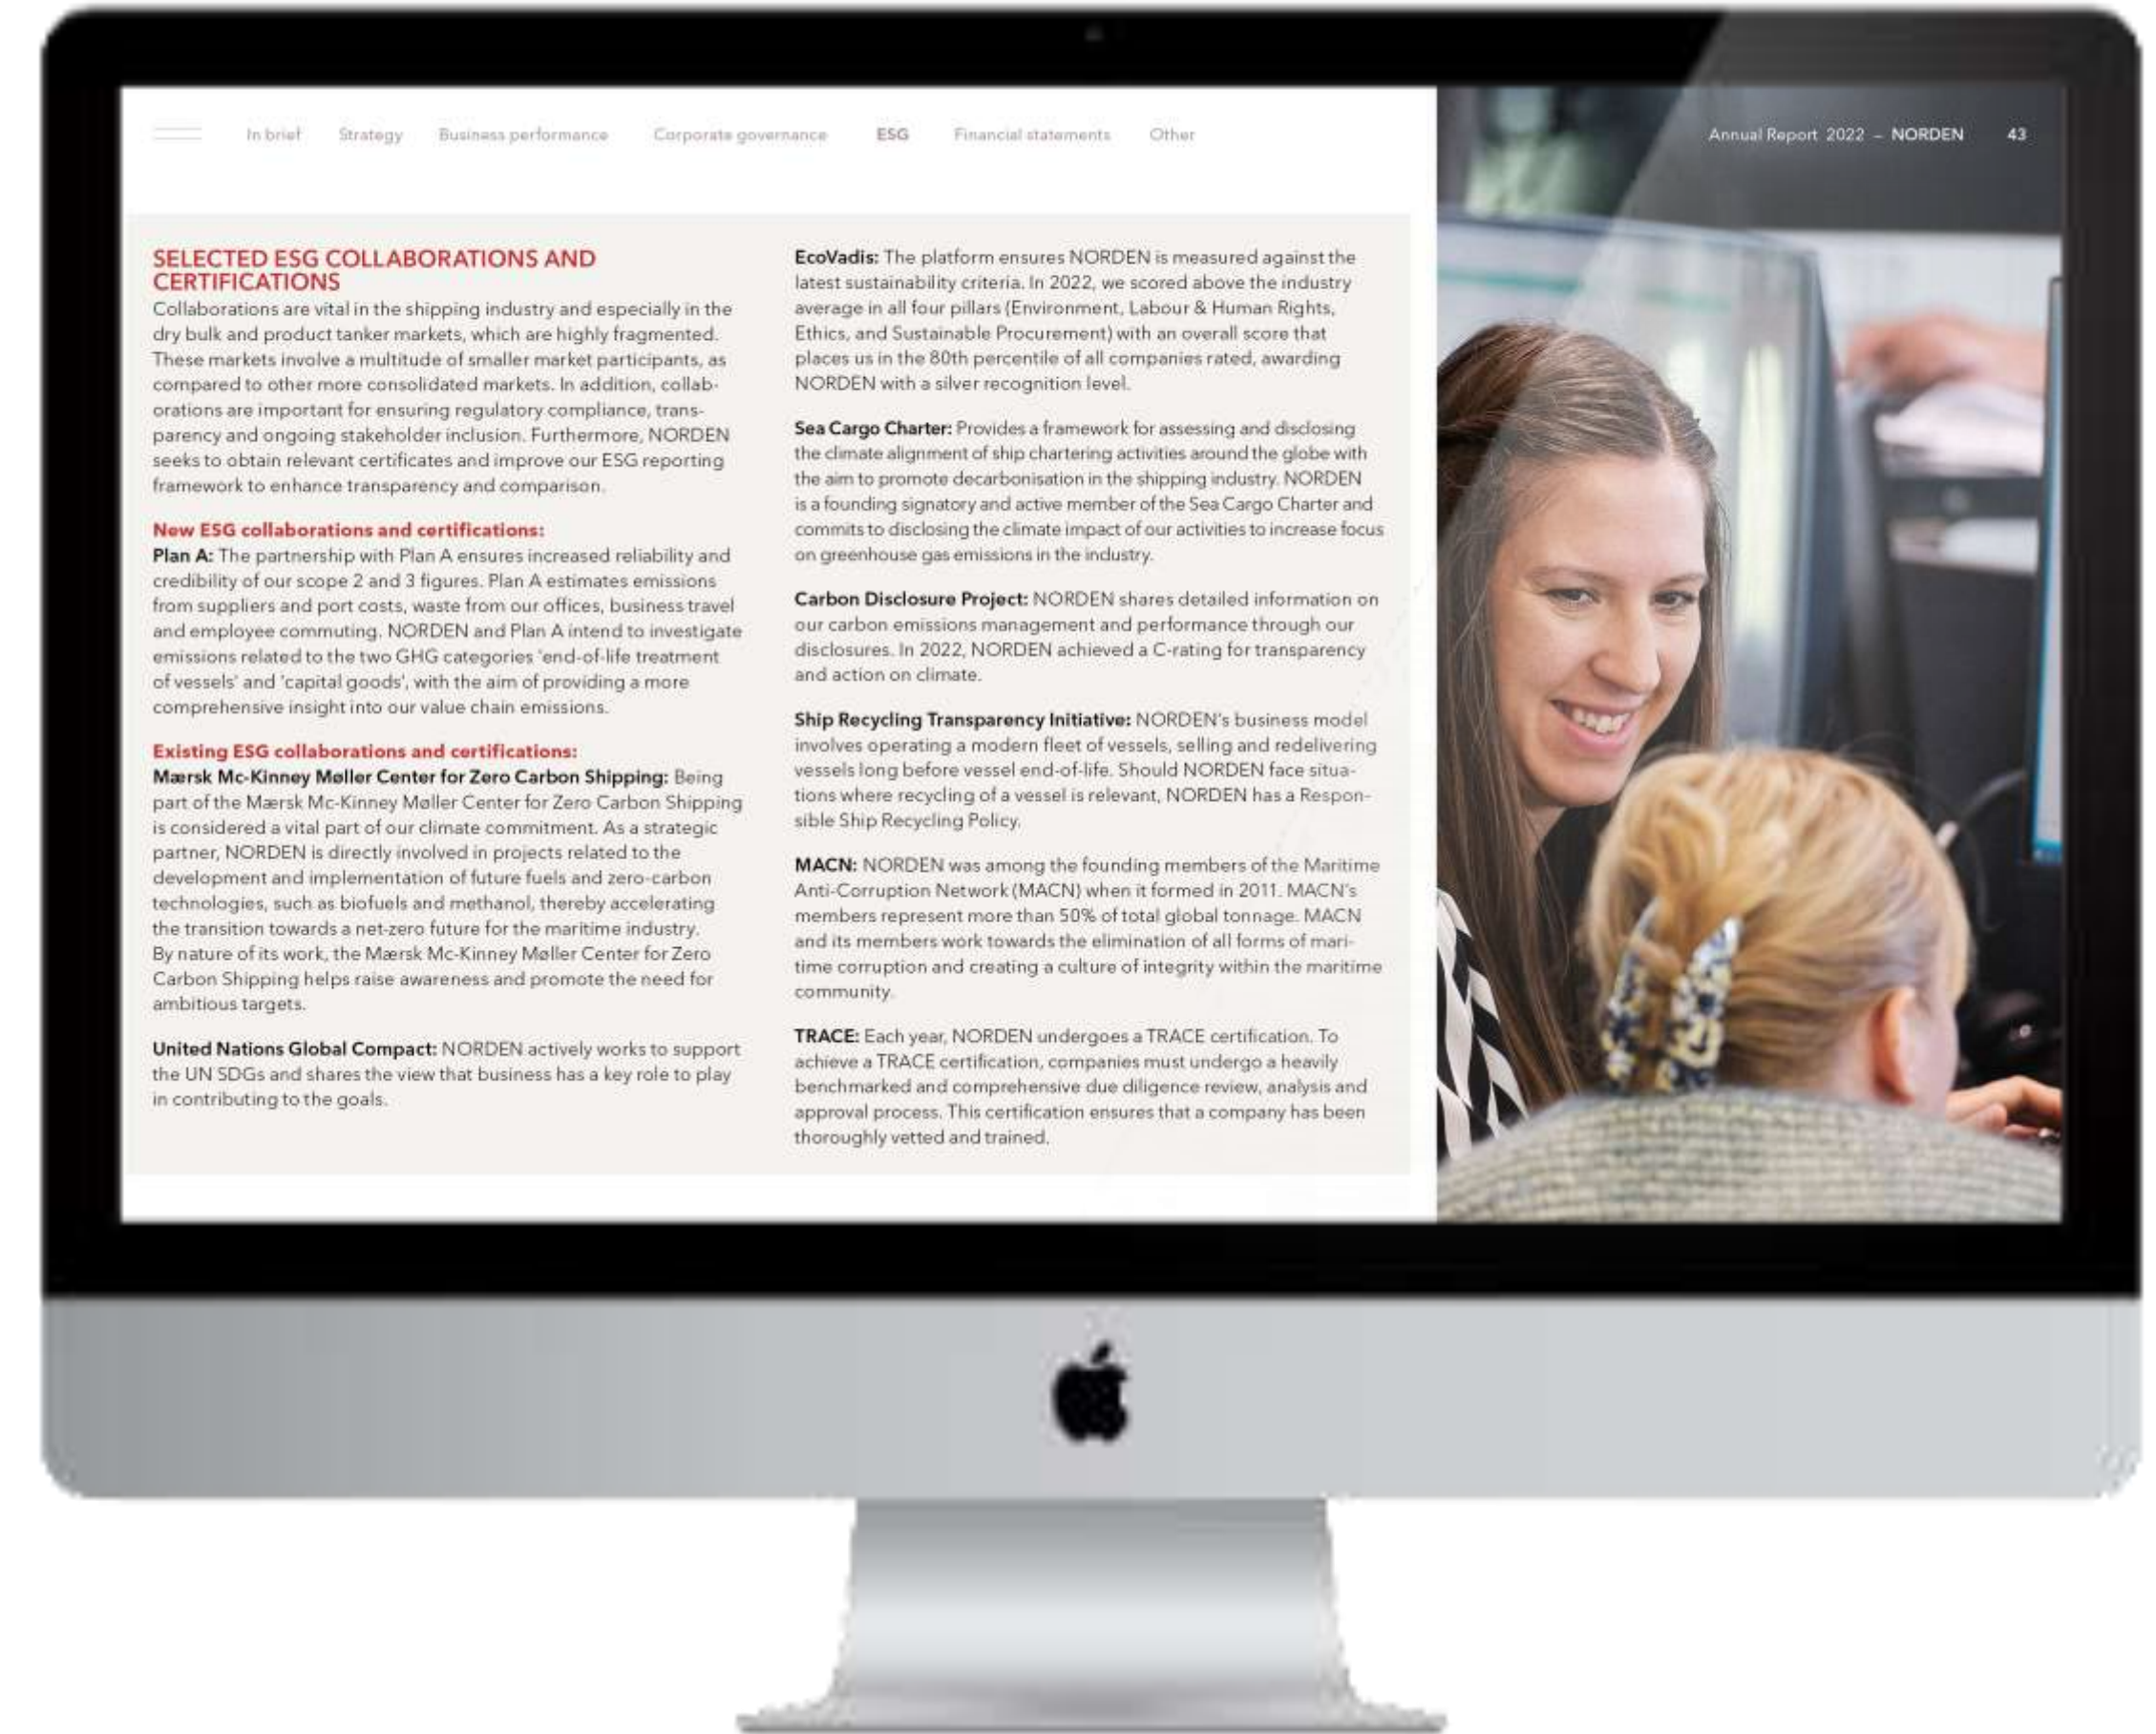 In brief Strategy Business performance Corporate governance ESG Financial statements Other
Annual Report 2022 – NORDEN 43
SELECTED ESG COLLABORATIONS AND
CERTIFICATIONS
Collaborations are vital in the shipping industry and especially in the
dry bulk and product tanker markets, which are highly fragmented.
These markets involve a multitude of smaller market participants, as
compared to other more consolidated markets. In addition, collab-
orations are important for ensuring regulatory compliance, trans-
parency and ongoing stakeholder inclusion. Furthermore, NORDEN
seeks to obtain relevant certificates and improve our ESG reporting
framework to enhance transparency and comparison.
New ESG collaborations and certifications:
Plan A: The partnership with Plan A ensures increased reliability and
credibility of our scope 2 and 3 figures. Plan A estimates emissions
from suppliers and port costs, waste from our offices, business travel
and employee commuting. NORDEN and Plan A intend to investigate
emissions related to the two GHG categories 'end-of-life treatment
of vessels' and 'capital goods', with the aim of providing a more
comprehensive insight into our value chain emissions.
Existing ESG collaborations and certifications:
Mærsk Mc-Kinney Møller Center for Zero Carbon Shipping: Being
part of the Mærsk Mc-Kinney Møller Center for Zero Carbon Shipping
is considered a vital part of our climate commitment. As a strategic
partner, NORDEN is directly involved in projects related to the
development and implementation of future fuels and zero-carbon
technologies, such as biofuels and methanol, thereby accelerating
the transition towards a net-zero future for the maritime industry.
By nature of its work, the Mærsk Mc-Kinney Møller Center for Zero
Carbon Shipping helps raise awareness and promote the need for
ambitious targets.
United Nations Global Compact: NORDEN actively works to support
the UN SDGs and shares the view that business has a key role to play
in contributing to the goals.
EcoVadis: The platform ensures NORDEN is measured against the
latest sustainability criteria. In 2022, we scored above the industry
average in all four pillars (Environment, Labour & Human Rights,
Ethics, and Sustainable Procurement) with an overall score that
places us in the 80th percentile of all companies rated, awarding
NORDEN with a silver recognition level.
Sea Cargo Charter: Provides a framework for assessing and disclosing
the climate alignment of ship chartering activities around the globe with
the aim to promote decarbonisation in the shipping industry. NORDEN
is a founding signatory and active member of the Sea Cargo Charter and
commits to disclosing the climate impact of our activities to increase focus
on greenhouse gas emissions in the industry.
Carbon Disclosure Project: NORDEN shares detailed information on
our carbon emissions management and performance through our
disclosures. In 2022, NORDEN achieved a C-rating for transparency
and action on climate.
Ship Recycling Transparency Initiative: NORDEN's business model
involves operating a modern fleet of vessels, selling and redelivering
vessels long before vessel end-of-life. Should NORDEN face situa-
tions where recycling of a vessel is relevant, NORDEN has a Respon-
sible Ship Recycling Policy.
MACN: NORDEN was among the founding members of the Maritime
Anti-Corruption Network (MACN) when it formed in 2011. MACN's
members represent more than 50% of total global tonnage. MACN
and its members work towards the elimination of all forms of mari-
time corruption and creating a culture of integrity within the maritime
community.
TRACE: Each year, NORDEN undergoes a TRACE certification. To
achieve a TRACE certification, companies must undergo a heavily
benchmarked and comprehensive due diligence review, analysis and
approval process. This certification ensures that a company has been
thoroughly vetted and trained.